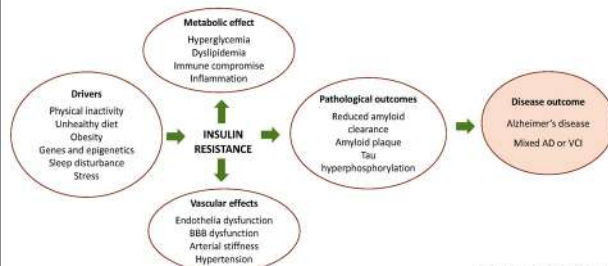 Metabolic effect
Hyperglycemia
Dyslipidemia
Immune compromise
Inflammation
Drivers
Physical inactivity
Unhealthy diet
Obesity
Genes and epigenetics
Sleep disturbance
Stress
INSULIN
RESISTANCE
Pathological outcomes
Reduced amyloid
clearance
Amyloid plaque
Tau
hyperphosphorylation
Disease outcome
Alzheimer's disease
Mixed AD or VCI
Vascular effects
Endothelia dysfunction
BBB dysfunction
Arterial stiffness
Hypertension